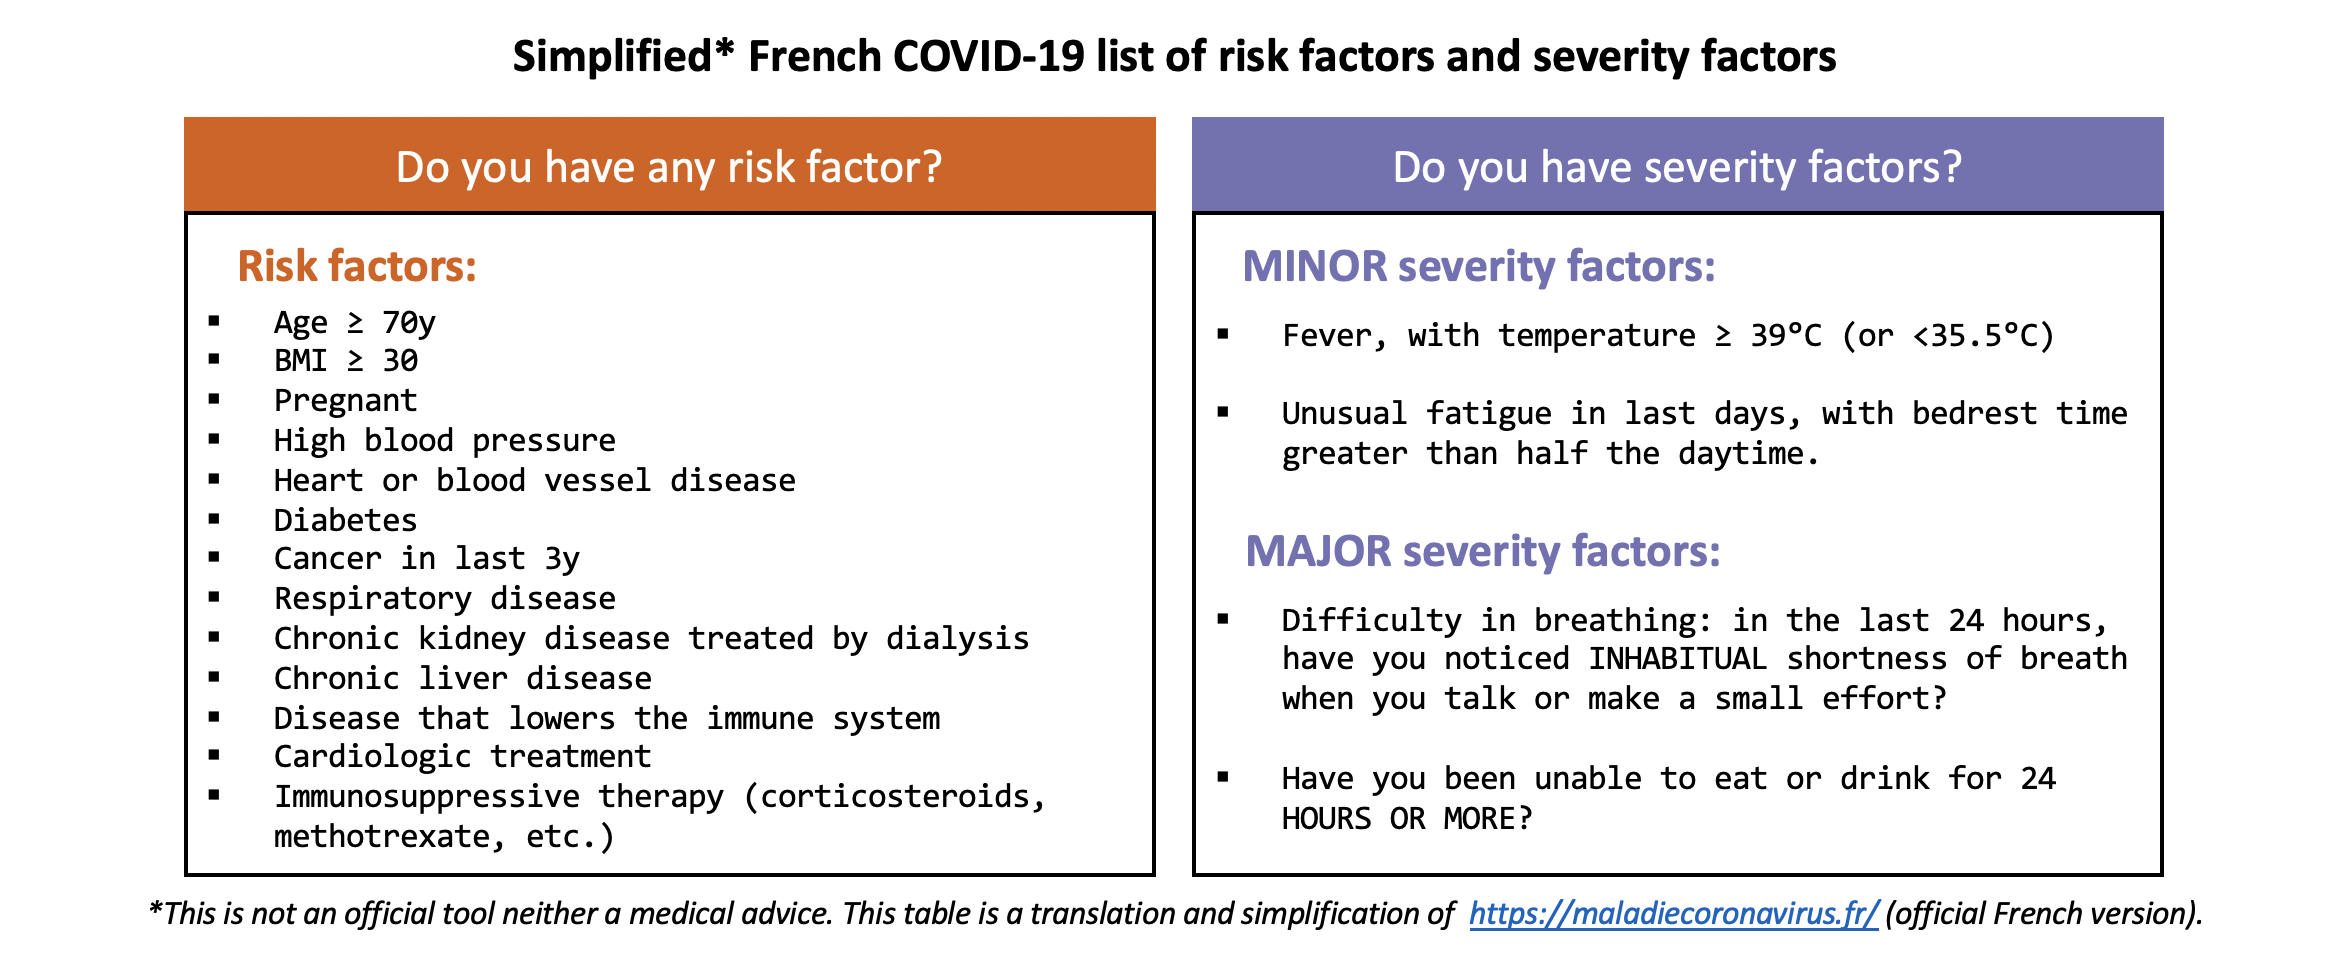 Simplified* French COVID-19 list of risk factors and severity factors
Do you have any risk factor?
Risk factors:
▪ Age ≥ 70y
▪ BMI ≥ 30
▪ Pregnant
▪ High blood pressure
▪ Heart or blood vessel disease
▪ Diabetes
▪ Cancer in last 3y
▪ Respiratory disease
▪ Chronic kidney disease treated by dialysis
▪ Chronic liver disease
▪ Disease that lowers the immune system
▪ Cardiologic treatment
▪ Immunosuppressive therapy (corticosteroids,
methotrexate, etc.)
Do you have severity factors?
MINOR severity factors:
▪ Fever, with temperature ≥ 39°C (or <35.5°C)
▪ Unusual fatigue in last days, with bedrest time
greater than half the daytime.
MAJOR severity factors:
▪ Difficulty in breathing: in the last 24 hours,
have you noticed INHABITUAL shortness of breath
when you talk or make a small effort?
▪ Have you been unable to eat or drink for 24
HOURS OR MORE?
*This is not an official tool neither a medical advice. This table is a translation and simplification of https://maladiecoronavirus.fr/ (official French version).